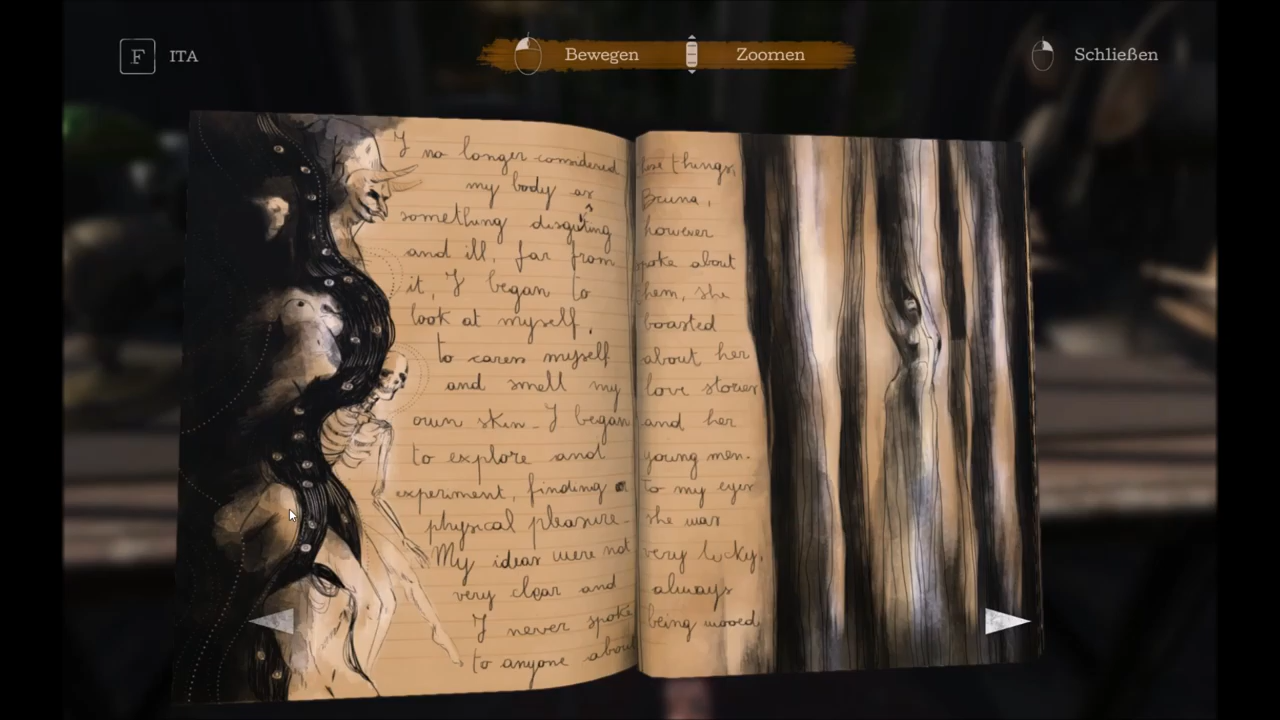 F ITA
Bewegen
Zoomen
Schließen
I no longer considered
my body as
something disguting
and ill, far from
it, I began to
look at myself,
to caress myself
and smell my
own skin - I began
to explore and
experiment, finding
physical pleasure -
My ideas were not
very clear and
I never spoke
to anyone about
these things,
Bruna,
however
spoke about
them, she
boasted
about her
love stories
and her
young men -
to my eyes
she was
very lucky,
always
being wooed